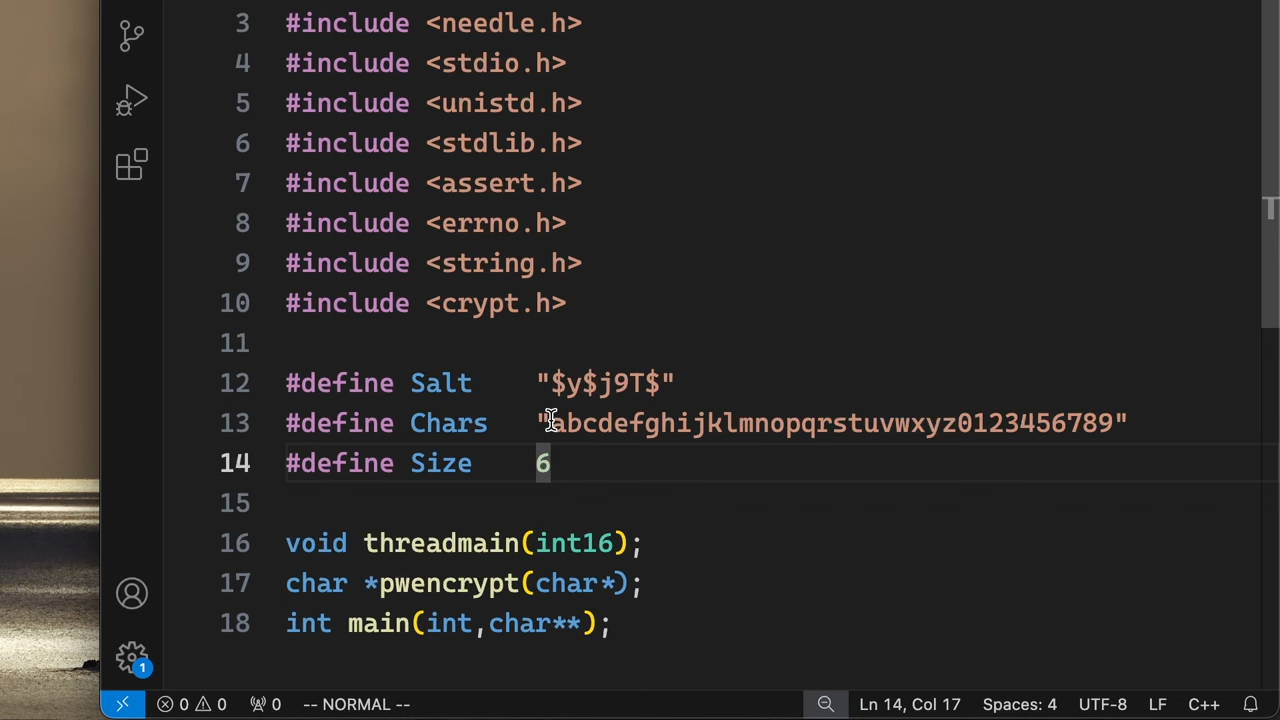 3 #include <needle.h>
4 #include <stdio.h>
5 #include <unistd.h>
6 #include <stdlib.h>
7 #include <assert.h>
8 #include <errno.h>
9 #include <string.h>
10 #include <crypt.h>
11
12 #define Salt "$y$j9T$"
13 #define Chars "abcdefghijklmnopqrstuvwxyz0123456789"
14 #define Size 6
15
16 void threadmain(int16);
17 char *pwencrypt(char*);
18 int main(int,char**);
1
0 0 0 -- NORMAL -- Ln 14, Col 17 Spaces: 4 UTF-8 LF C++